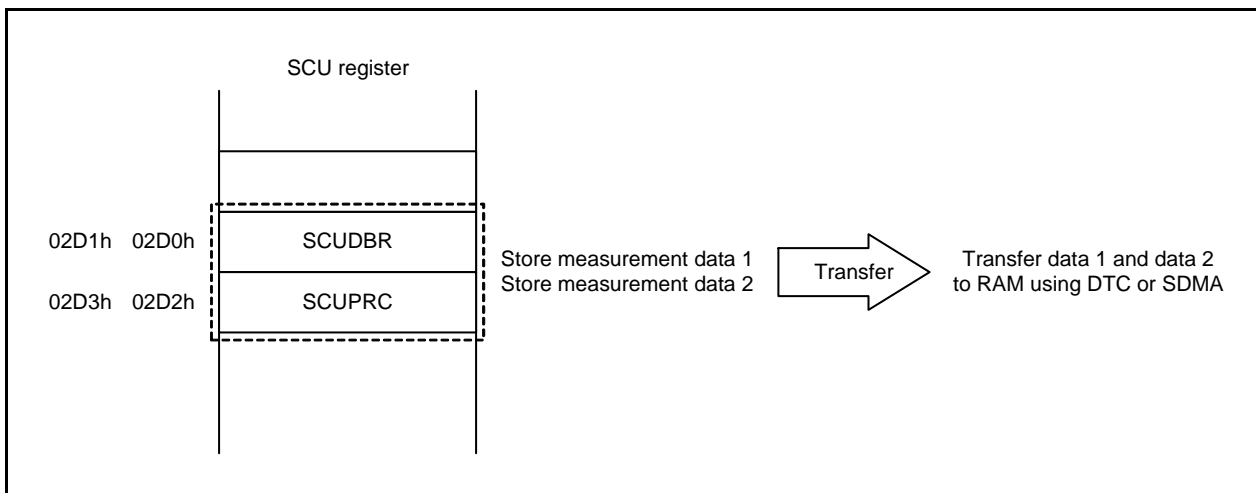 SCU register
02D1h 02D0h SCUDBR
02D3h 02D2h SCUPRC
Store measurement data 1
Store measurement data 2
Transfer
Transfer data 1 and data 2
to RAM using DTC or SDMA